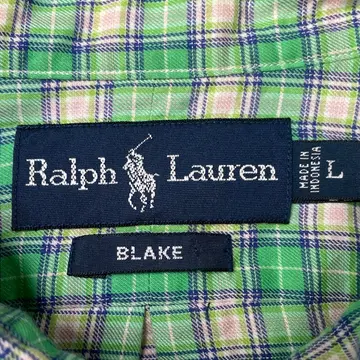 Ralph Lauren
MADE IN
INDONESIA
L
BLAKE